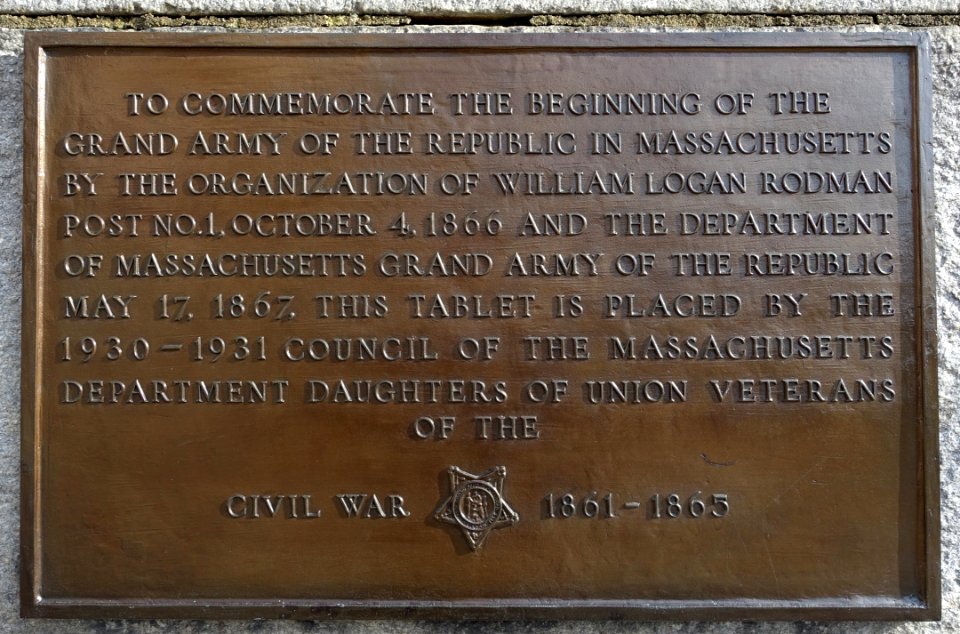 TO COMMEMORATE THE BEGINNING OF THE
GRAND ARMY OF THE REPUBLIC IN MASSACHUSETTS
BY THE ORGANIZATION OF WILLIAM LOGAN RODMAN
POST NO.1, OCTOBER 4, 1866 AND THE DEPARTMENT
OF MASSACHUSETTS GRAND ARMY OF THE REPUBLIC
MAY 17, 1867. THIS TABLET IS PLACED BY THE
1930-1931 COUNCIL OF THE MASSACHUSETTS
DEPARTMENT DAUGHTERS OF UNION VETERANS
OF THE
CIVIL WAR 1861-1865